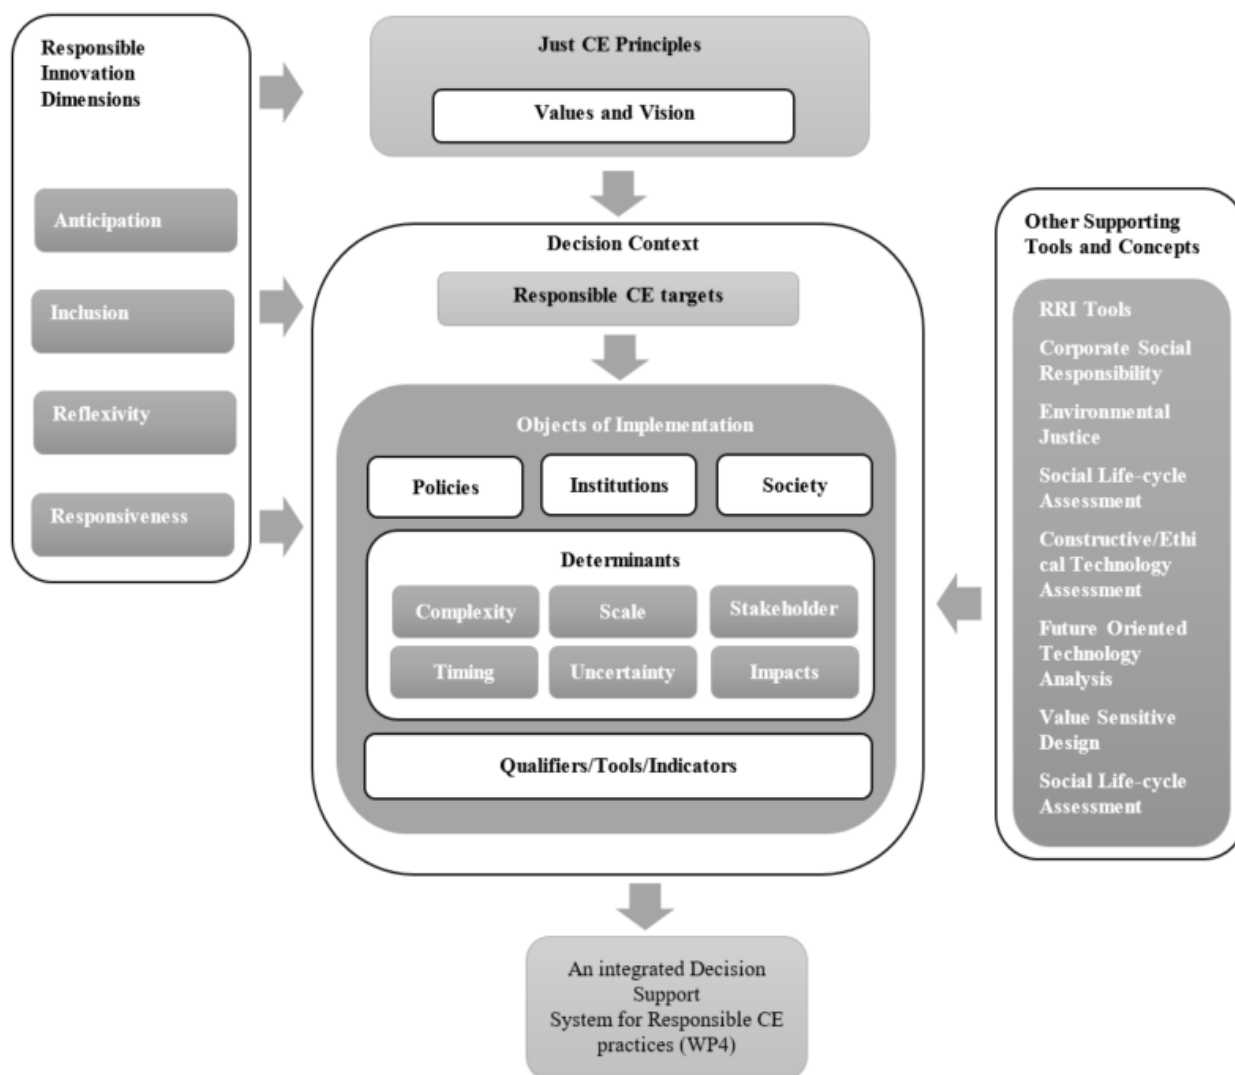 Responsible
Innovation
Dimensions
Anticipation
Inclusion
Reflexivity
Responsiveness
Just CE Principles
Values and Vision
Decision Context
Responsible CE targets
Objects of Implementation
Policies
Institutions
Society
Determinants
Complexity
Scale
Stakeholder
Timing
Uncertainty
Impacts
Qualifiers/Tools/Indicators
An integrated Decision
Support
System for Responsible CE
practices (WP4)
Other Supporting
Tools and Concepts
RRI Tools
Corporate Social
Responsibility
Environmental
Justice
Social Life-cycle
Assessment
Constructive/Ethi
cal Technology
Assessment
Future Oriented
Technology
Analysis
Value Sensitive
Design
Social Life-cycle
Assessment